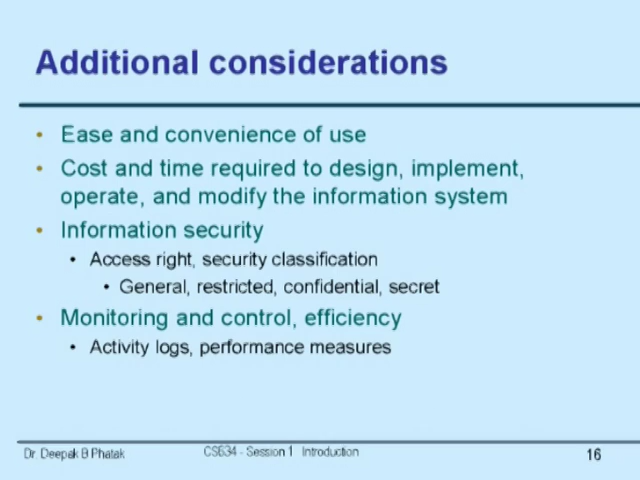 Additional considerations
• Ease and convenience of use
• Cost and time required to design, implement,
operate, and modify the information system
• Information security
• Access right, security classification
• General, restricted, confidential, secret
• Monitoring and control, efficiency
• Activity logs, performance measures
Dr. Deepak B Phatak CS634 - Session 1 Introduction 16